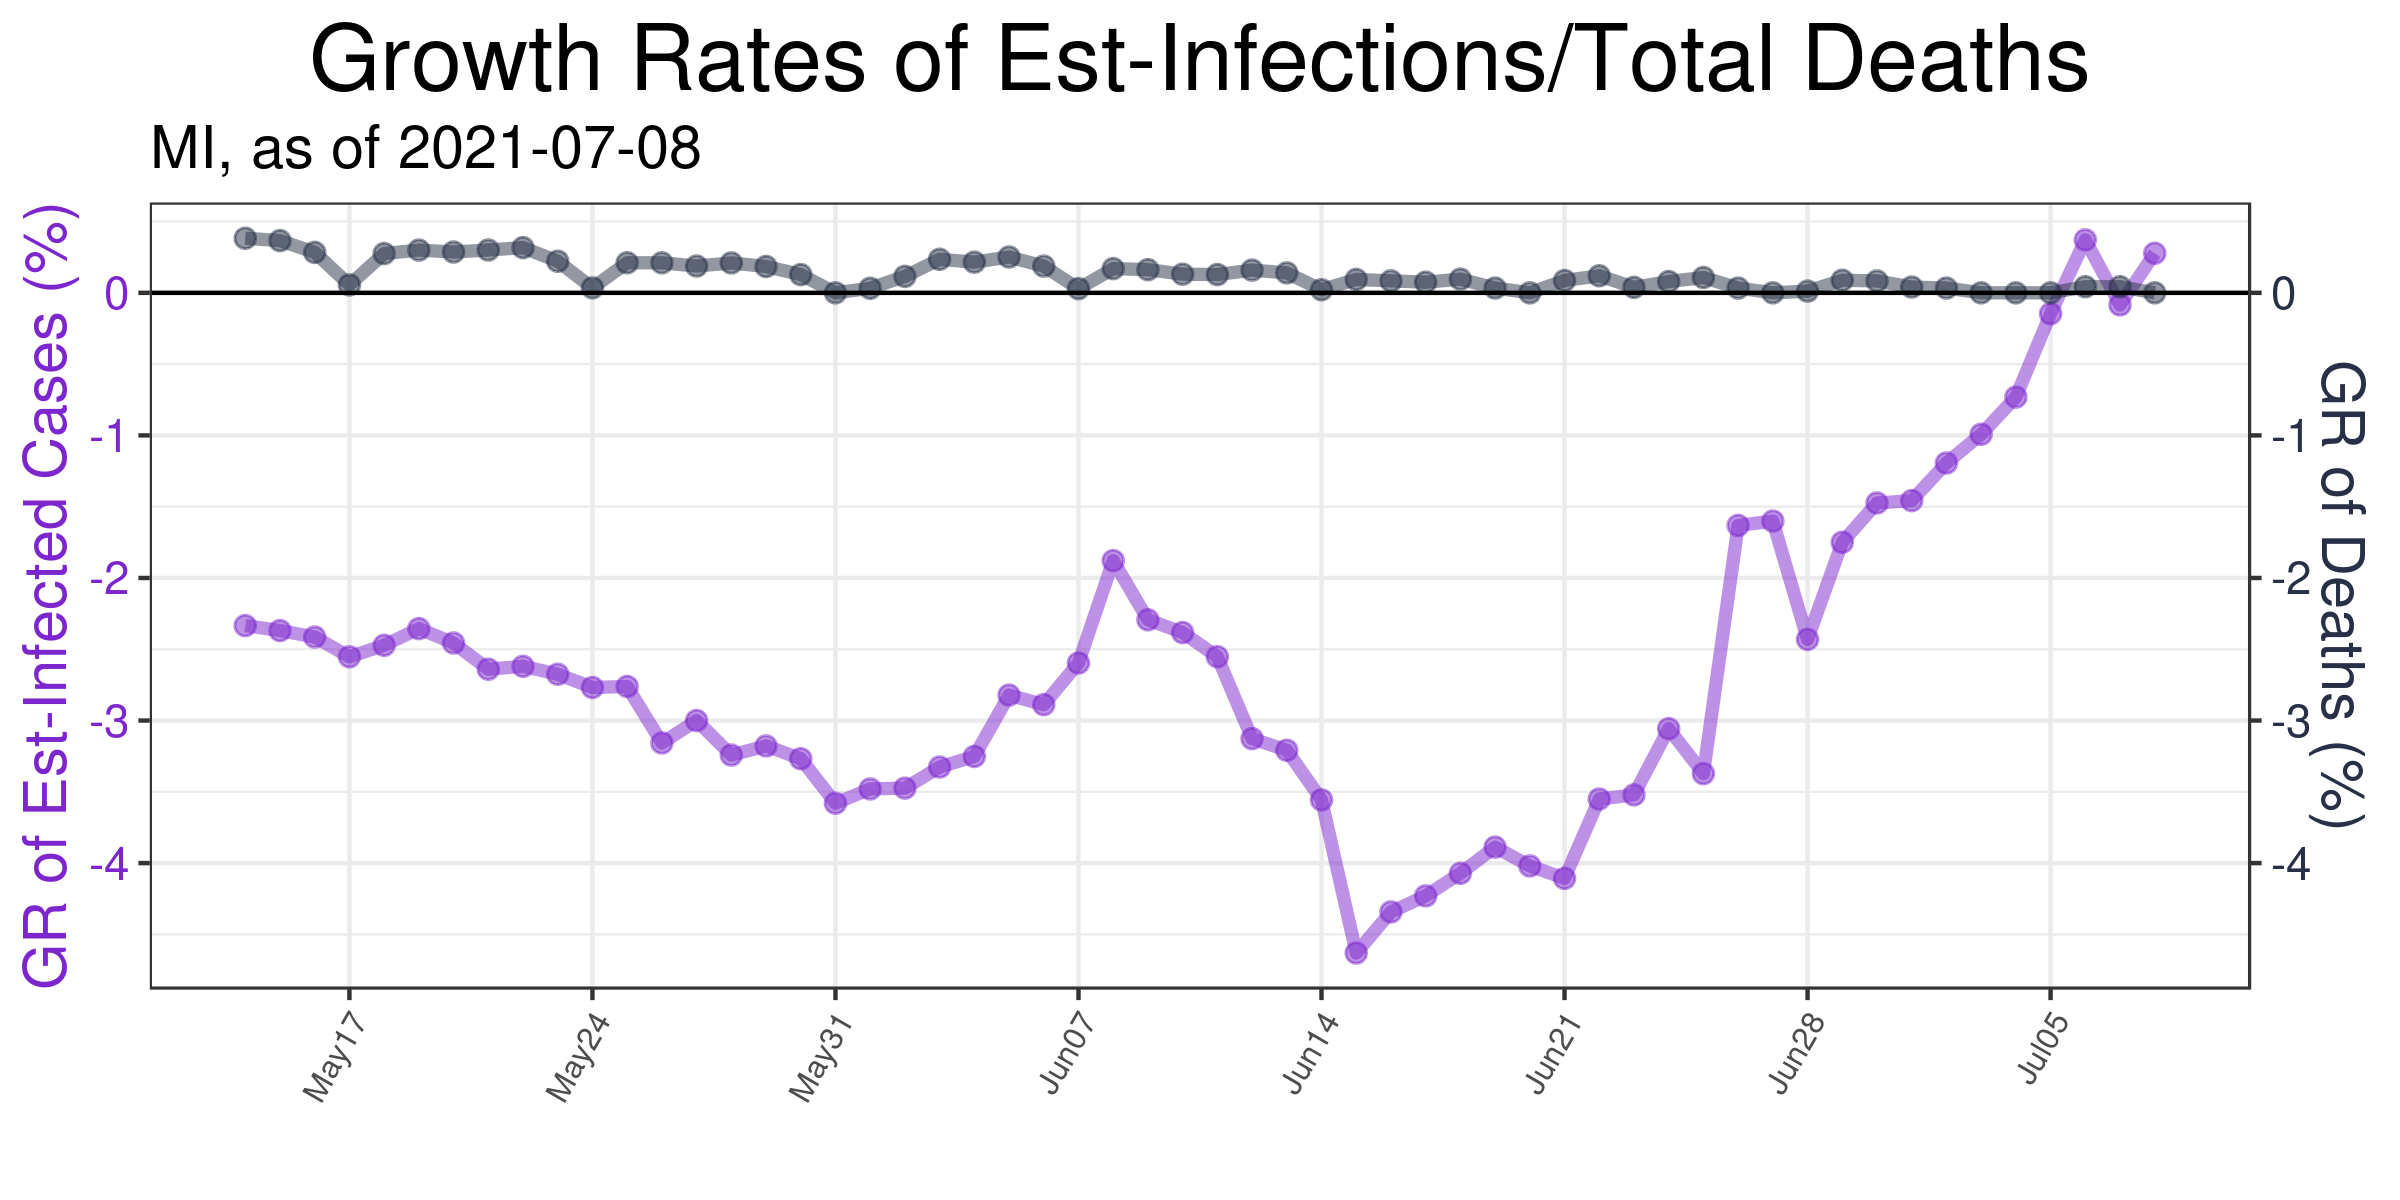 Growth Rates of Est-Infections/Total Deaths
MI, as of 2021-07-08
GR of Est-Infected Cases (%)
0
-1
-2
-3
-4
0
-1
-2
-3
-4
GR of Deaths (%)
May17
May24
May31
Jun07
Jun14
Jun21
Jun28
Jul05